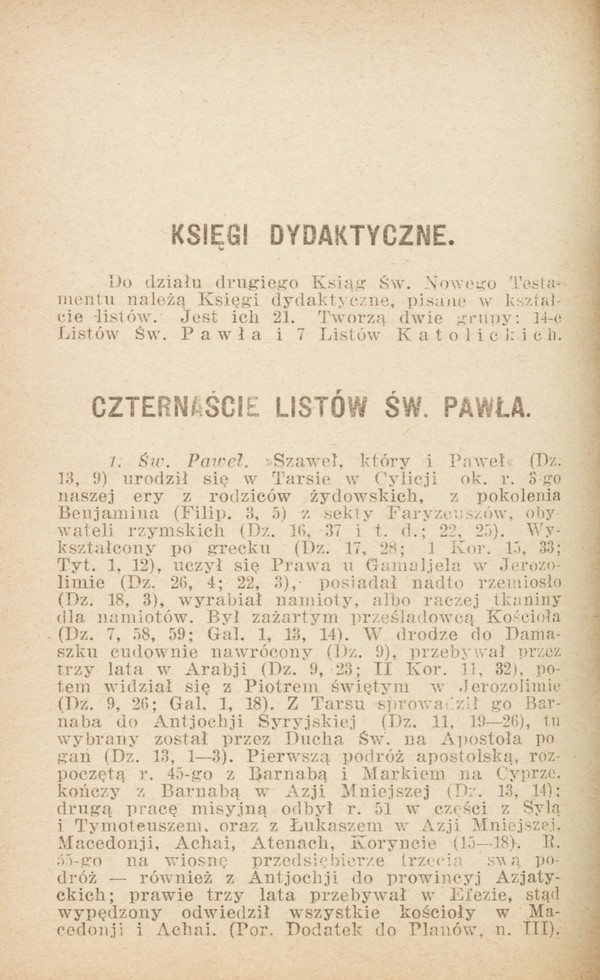 KSIĘGI DYDAKTYCZNE.
Do działu drugiego Ksiąg Św. Nowego Testa-
mentu należą Księgi dydaktyczne, pisane w kształ-
cie listów. Jest ich 21. Tworzą dwie grupy: 14-e
Listów Św. Pawła i 7 Listów Katolickich.
CZTERNAŚCIE LISTÓW ŚW. PAWŁA.
1. Św. Paweł. »Szaweł, który i Paweł« (Dz.
13, 9) urodził się w Tarsie w Cylicji ok. r. 3-go
naszej ery z rodziców żydowskich, z pokolenia
Benjamina (Filip. 3, 5) z sekty Faryzeuszów, oby
wateli rzymskich (Dz. 16, 37 i t. d.; 22, 25). Wy-
kształcony po grecku (Dz. 17, 28; I Kor. 15, 33;
Tyt. 1, 12), uczył się Prawa u Gamaljela w Jerozo-
limie (Dz. 26, 4; 22, 3), posiadał nadto rzemiosło
(Dz. 18, 3), wyrabiał namioty, albo raczej tkaniny
dla namiotów. Był zażartym prześladowcą Kościoła
(Dz. 7, 58, 59; Gal. 1, 13, 14). W drodze do Dama-
szku cudownie nawrócony (Dz. 9), przebywał przez
trzy lata w Arabji (Dz. 9, 23; II Kor. 11, 32), po-
tem widział się z Piotrem świętym w Jerozolimie
(Dz. 9, 26; Gal. 1, 18). Z Tarsu sprowadził go Bar-
naba do Antjochji Syryjskiej (Dz. 11, 19—26), tu
wybrany został przez Ducha Św. na Apostoła po
gan (Dz. 13, 1—3). Pierwszą podróż apostolską, roz-
poczętą r. 45-go z Barnabą i Markiem na Cyprze,
kończy z Barnabą w Azji Mniejszej (Dz. 13, 14);
drugą pracę misyjną odbył r. 51 w części z Sylą
i Tymoteuszem, oraz z Łukaszem w Azji Mniejszej,
Macedonji, Achai, Atenach, Koryncie (15—18). R.
55-go na wiosnę przedsiębierze trzecią swą po-
dróż — również z Antjochji do prowincyj Azjaty-
ckich; prawie trzy lata przebywał w Efezie, stąd
wypędzony odwiedził wszystkie kościoły w Ma-
cedonji i Achai. (Por. Dodatek do Planów, n. III).